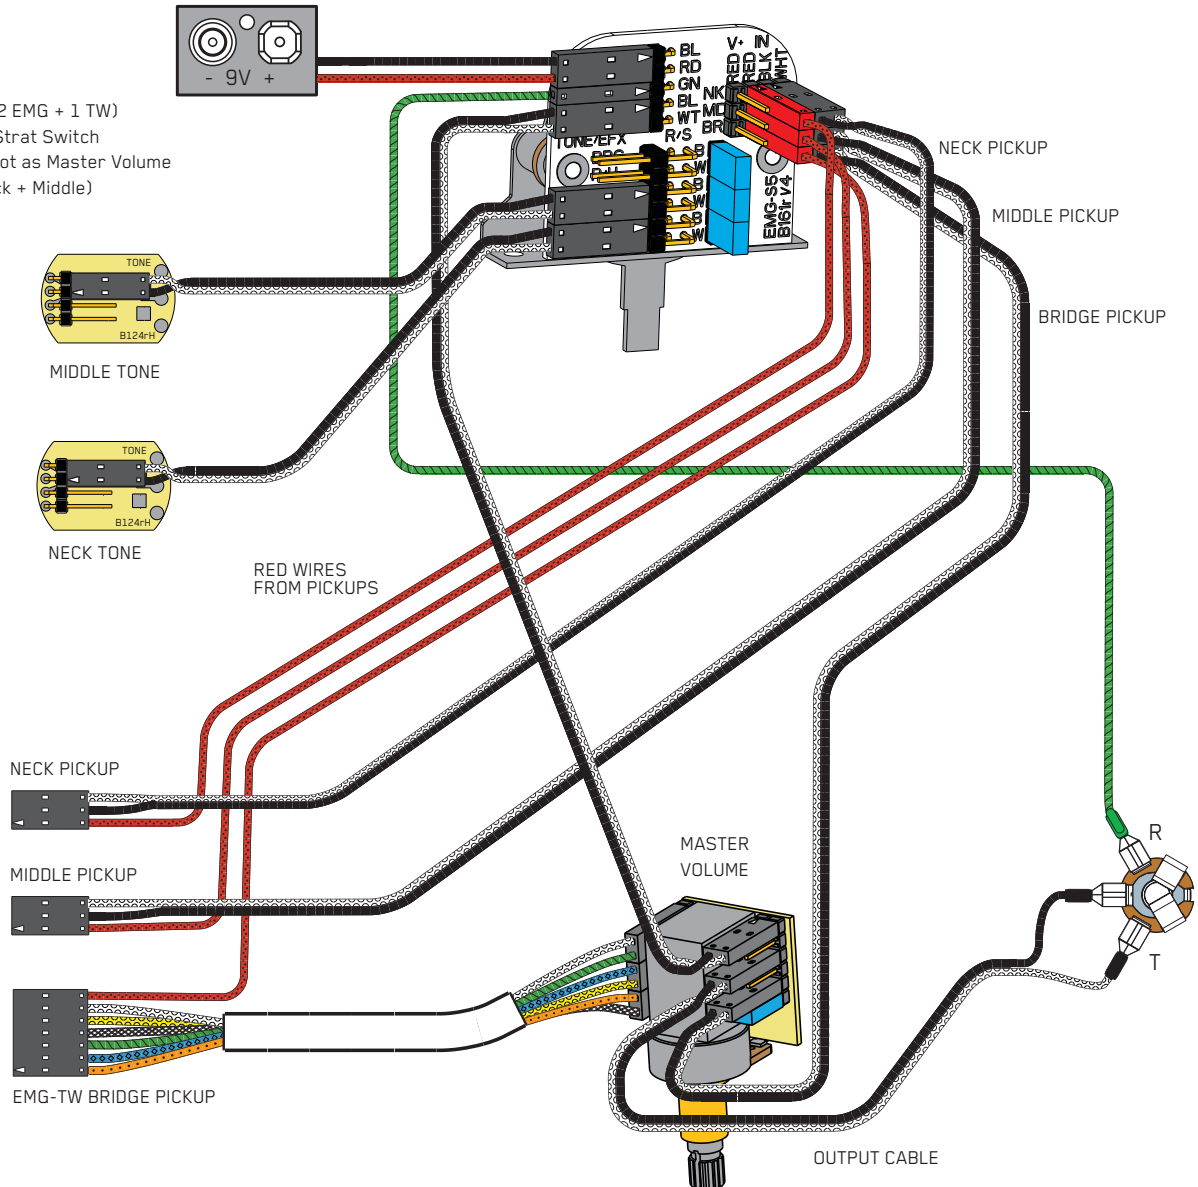 - 9V +
2 EMG + 1 TW)
Strat Switch
ot as Master Volume
ck + Middle)
BL
RD
GN
BL
WT
R/S
TONE/EFX
B
W
B
W
B
W
V+ IN
RED
RED
BLK
WHT
NK
MD
BR
EMG-S5
B161r v4
NECK PICKUP
MIDDLE PICKUP
BRIDGE PICKUP
TONE
B124rH
MIDDLE TONE
TONE
B124rH
NECK TONE
RED WIRES
FROM PICKUPS
NECK PICKUP
MIDDLE PICKUP
MASTER
VOLUME
R
T
EMG-TW BRIDGE PICKUP
OUTPUT CABLE